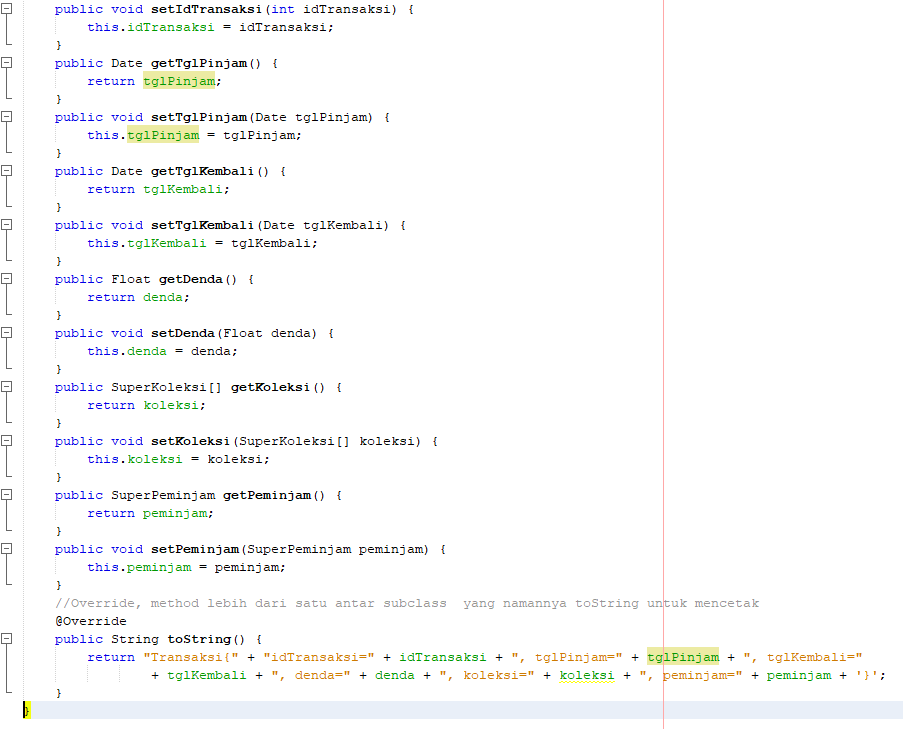 public void setIdTransaksi(int idTransaksi) {
this.idTransaksi = idTransaksi;
}
public Date getTglPinjam() {
return tglPinjam;
}
public void setTglPinjam(Date tglPinjam) {
this.tglPinjam = tglPinjam;
}
public Date getTglKembali() {
return tglKembali;
}
public void setTglKembali(Date tglKembali) {
this.tglKembali = tglKembali;
}
public Float getDenda() {
return denda;
}
public void setDenda(Float denda) {
this.denda = denda;
}
public SuperKoleksi[] getKoleksi() {
return koleksi;
}
public void setKoleksi(SuperKoleksi[] koleksi) {
this.koleksi = koleksi;
}
public SuperPeminjam getPeminjam() {
return peminjam;
}
public void setPeminjam(SuperPeminjam peminjam) {
this.peminjam = peminjam;
}
//Override, method lebih dari satu antar subclass  yang namannya toString untuk mencetak
@Override
public String toString() {
return "Transaksi{" + "idTransaksi=" + idTransaksi + ", tglPinjam=" + tglPinjam + ", tglKembali="
+ tglKembali + ", denda=" + denda + ", koleksi=" + koleksi + ", peminjam=" + peminjam + '}';
}
}